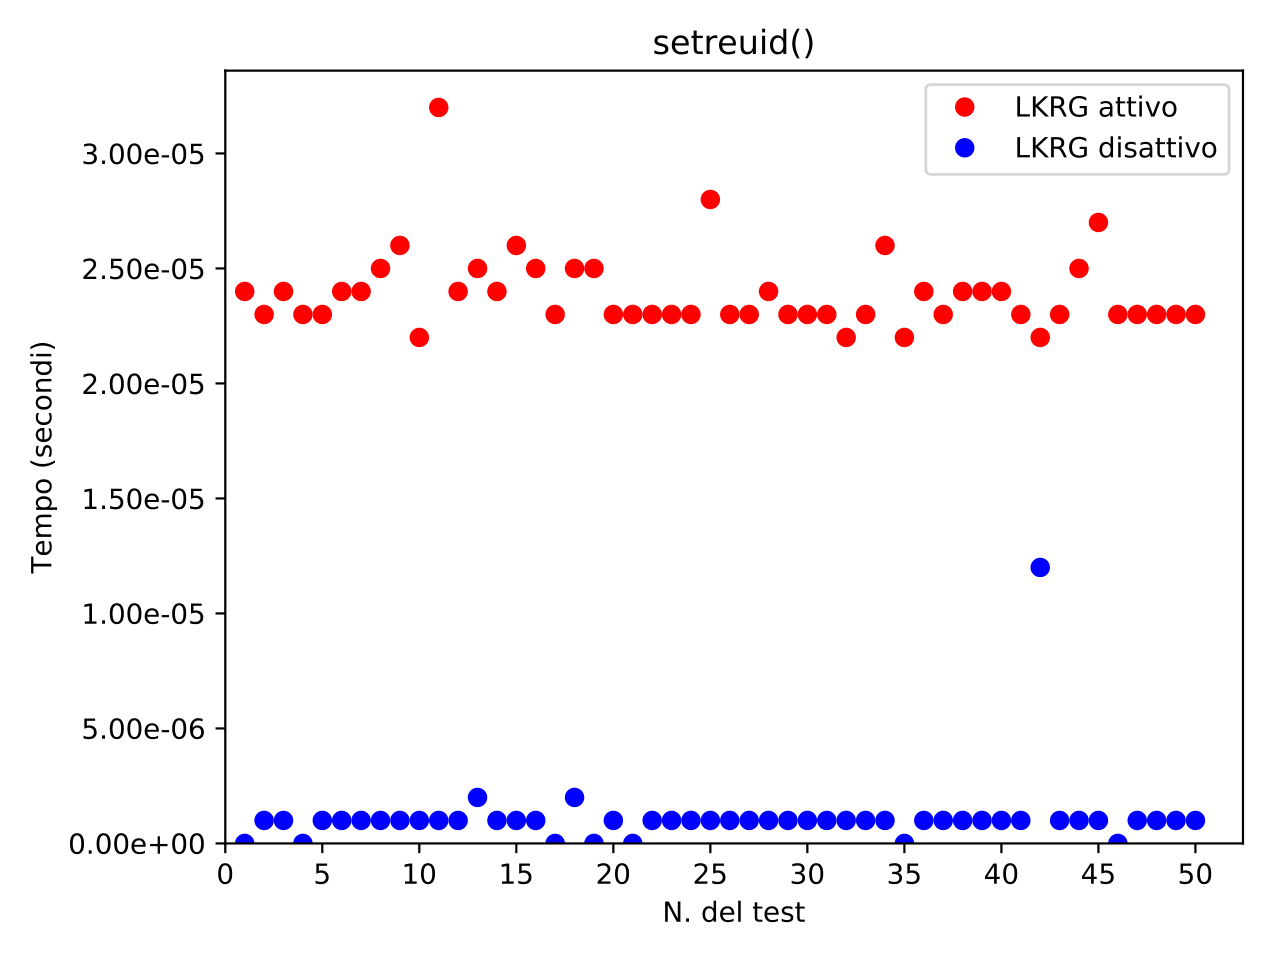 setreuid()
LKRG attivo
LKRG disattivo
Tempo (secondi)
3.00e-05
2.50e-05
2.00e-05
1.50e-05
1.00e-05
5.00e-06
0.00e+00
0 5 10 15 20 25 30 35 40 45 50
N. del test